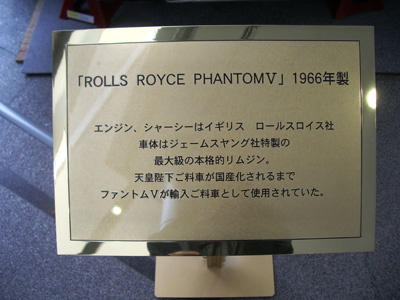 「ROLLS ROYCE PHANTOMⅤ」1966年製
エンジン、シャーシーはイギリス ロールスロイス社
車体はジェームスヤング社特製の
最大級の本格的リムジン。
天皇陛下ご料車が国産化されるまで
ファントムⅤが輸入ご料車として使用されていた。